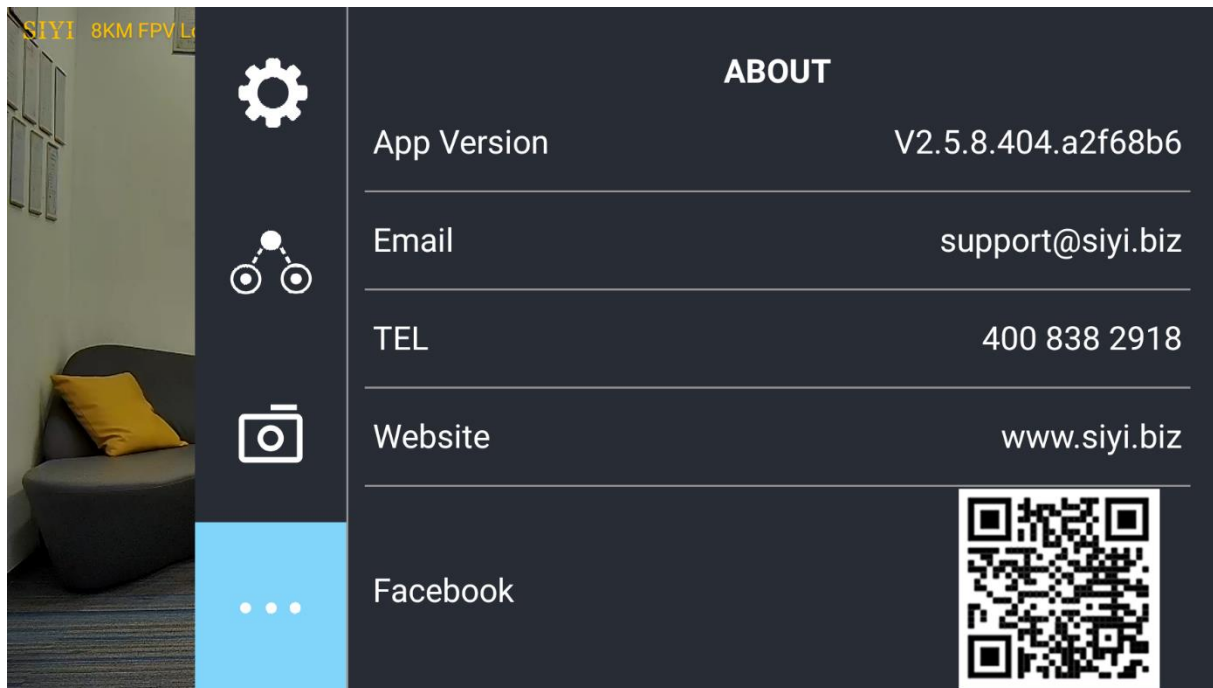 SIYI 8KM FPV
ABOUT
App Version V2.5.8.404.a2f68b6
Email support@siyi.biz
TEL 400 838 2918
Website www.siyi.biz
Facebook